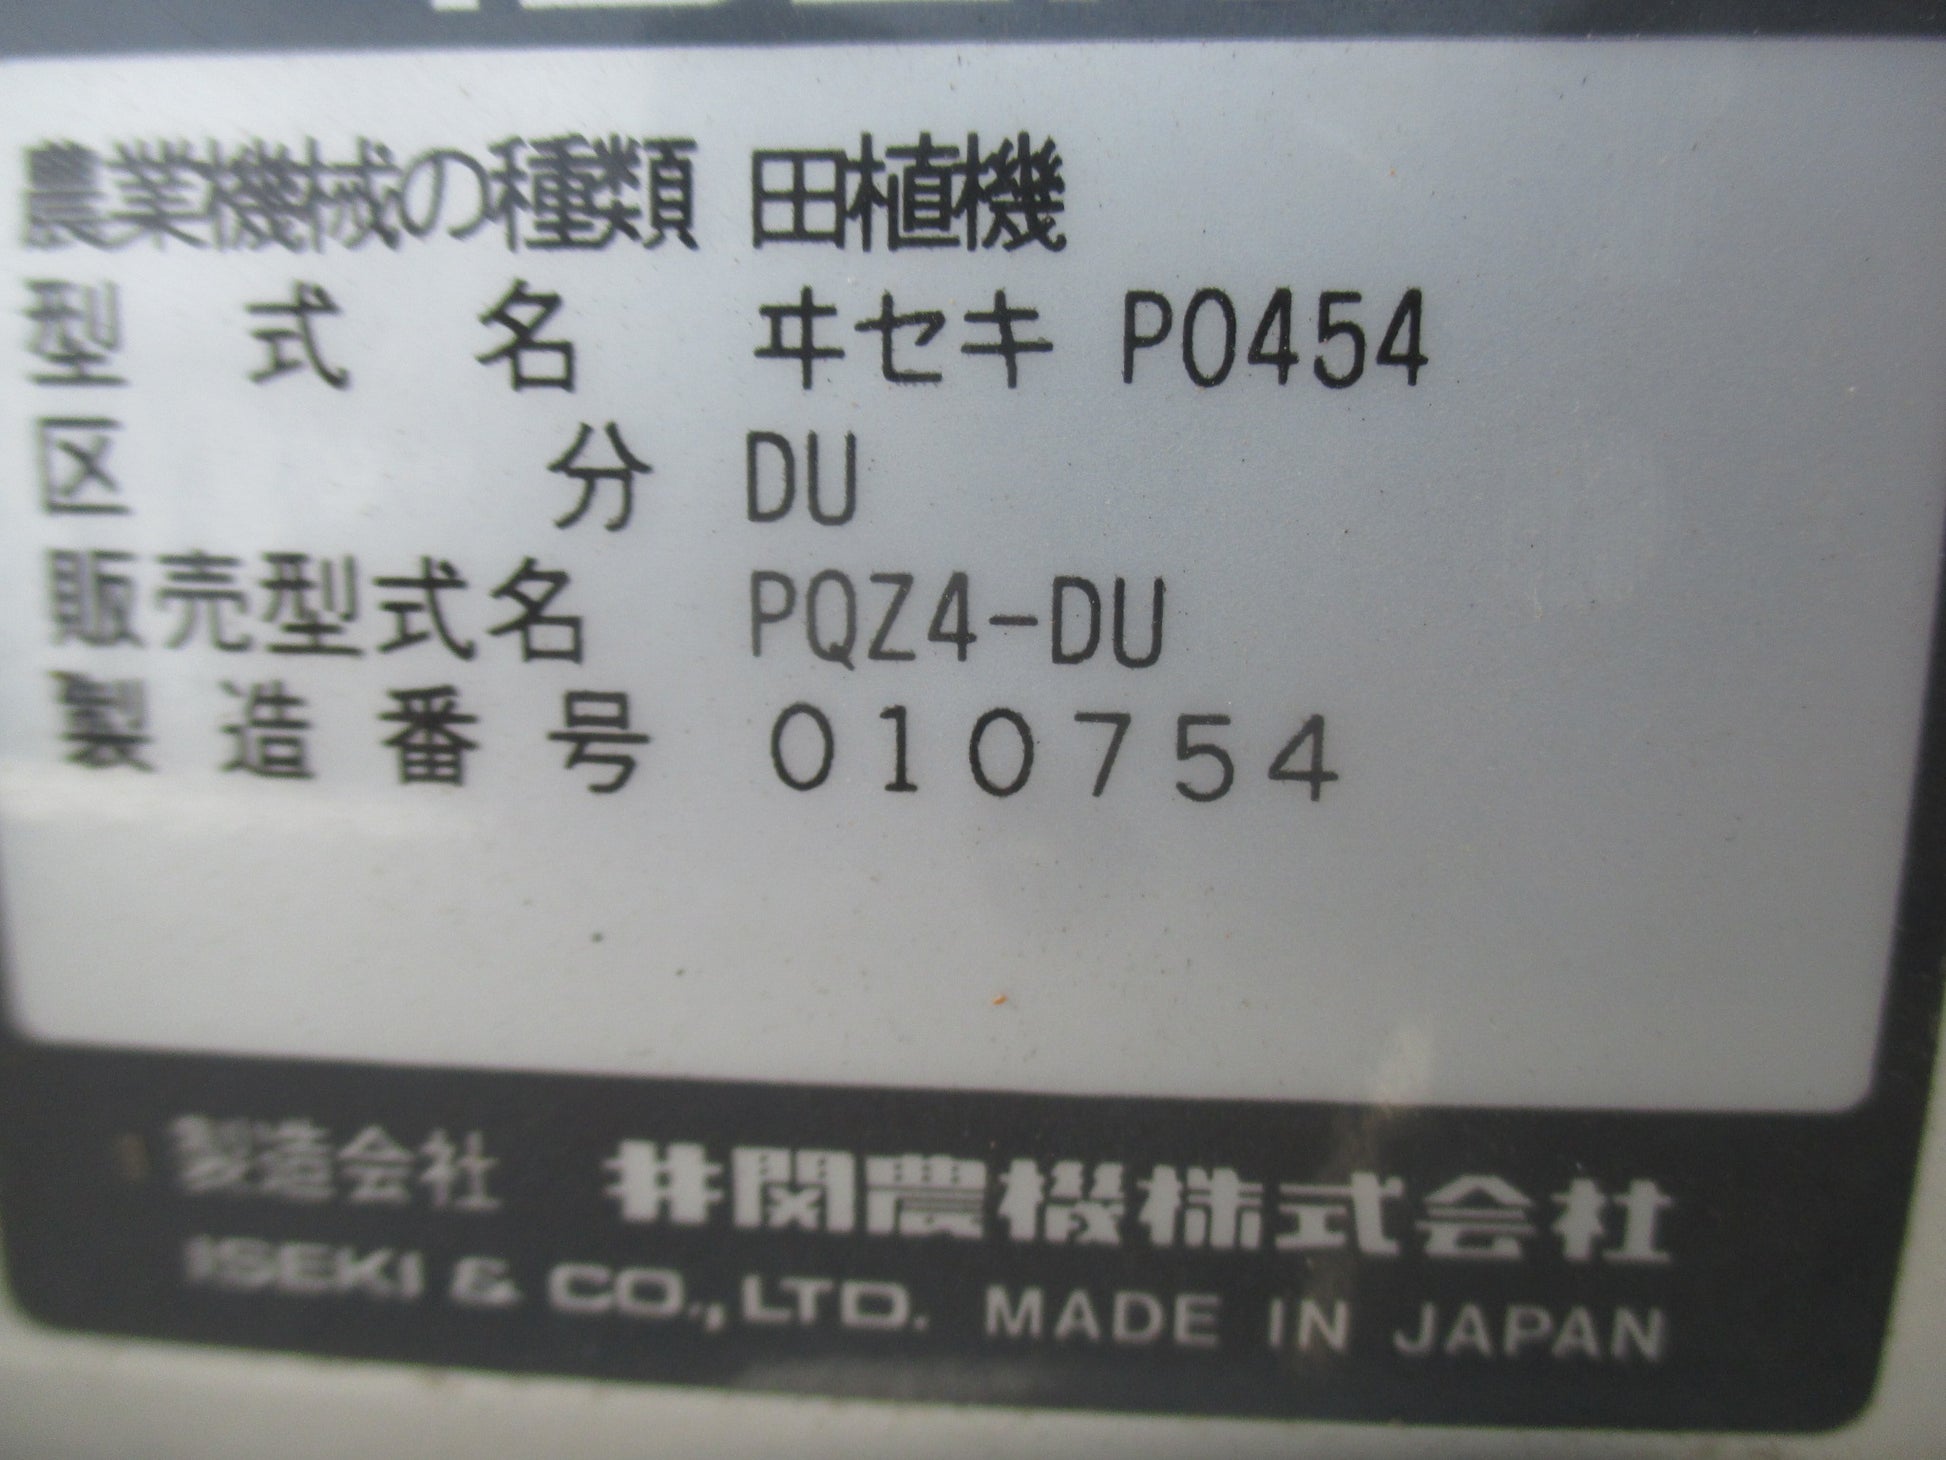 農業機械の種類 田植機
型式名 ヰセキ P0454
区分 DU
販売型式名 PQZ4-DU
製造番号 010754
製造会社 井関農機株式会社
ISEKI & CO., LTD. MADE IN JAPAN